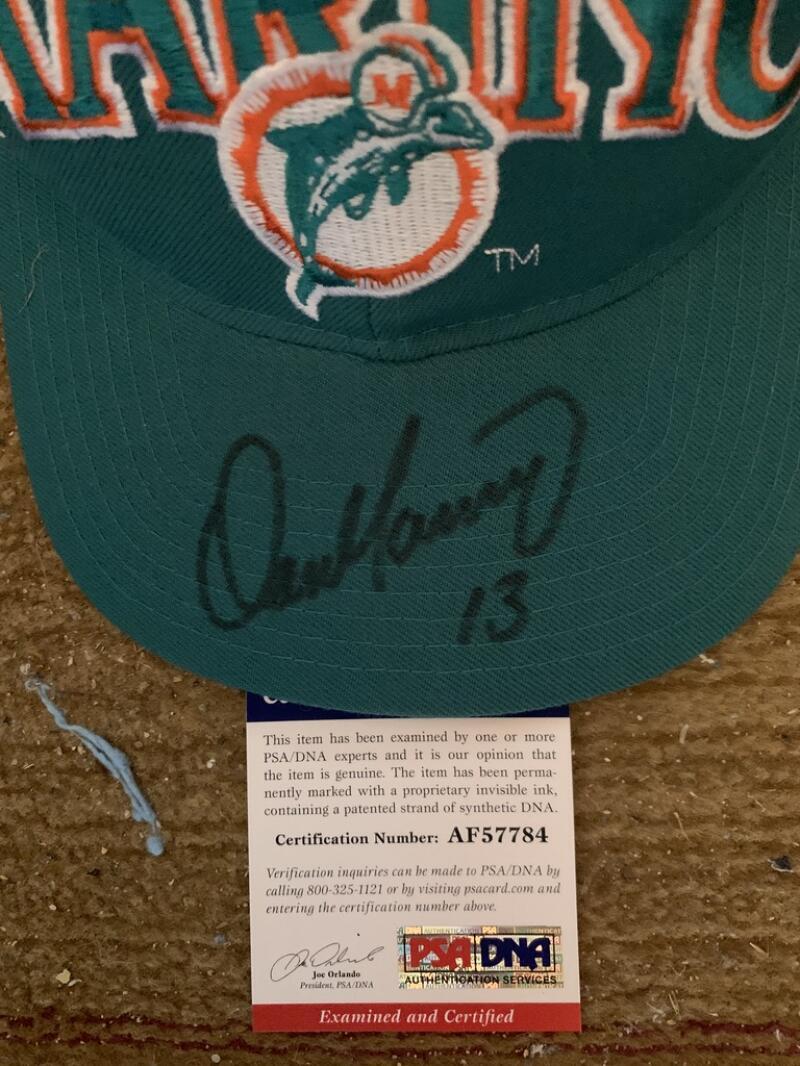 MARINO
M
TM
Dan Marino
13
This item has been examined by one or more
PSA/DNA experts and it is our opinion that
the item is genuine. The item has been perma-
nently marked with a proprietary invisible ink,
containing a patented strand of synthetic DNA.
Certification Number: AF57784
Verification inquiries can be made to PSA/DNA by
calling 800-325-1121 or by visiting psacard.com and
entering the certification number above.
Joe Orlando
President, PSA/DNA
PSA DNA
AUTHENTICATION SERVICES
Examined and Certified